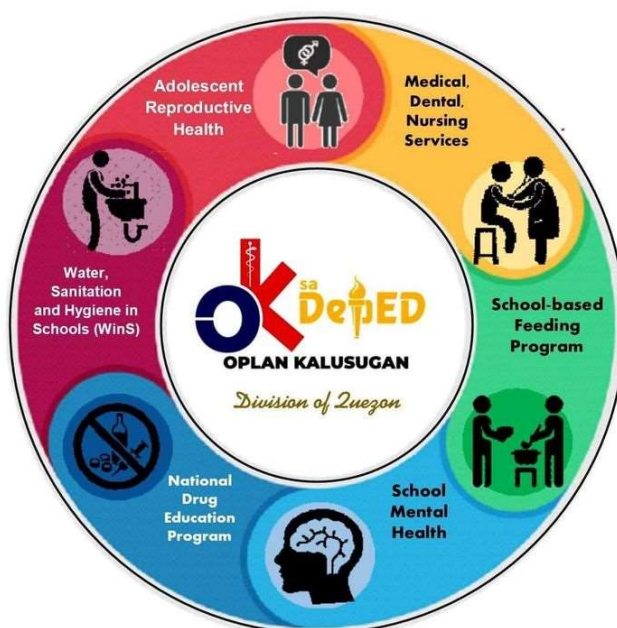 Adolescent
Reproductive
Health
Medical,
Dental,
Nursing
Services
School-based
Feeding
Program
School
Mental
Health
National
Drug
Education
Program
Water,
Sanitation
and Hygiene in
Schools (WinS)
OK
sa
DepED
OPLAN KALUSUGAN
Division of Quezon